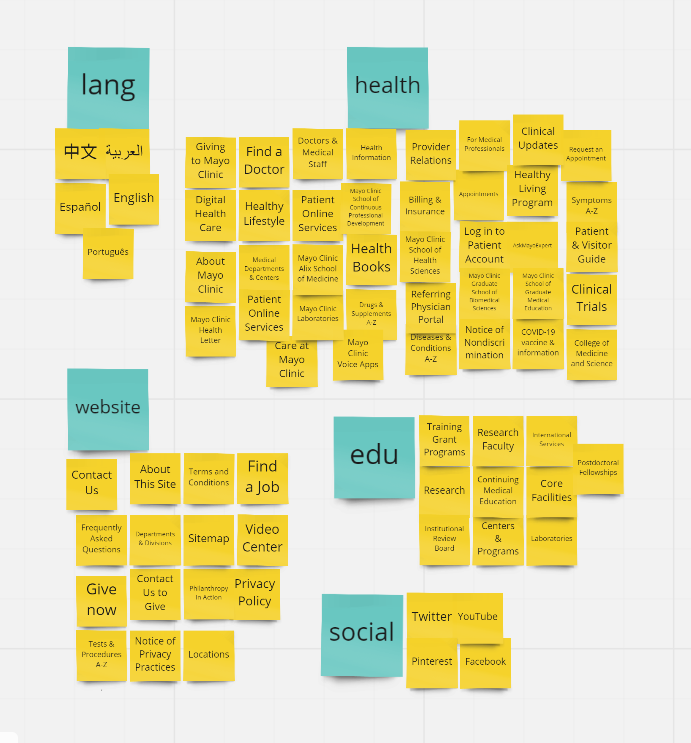 lang
中文
العربية
Español
English
Português
health
Giving
to Mayo
Clinic
Find a
Doctor
Doctors &
Medical
Staff
Health
Information
Provider
Relations
For Medical
Professionals
Clinical
Updates
Request an
Appointment
Digital
Health
Care
Healthy
Lifestyle
Patient
Online
Services
Mayo Clinic
School of
Continuous
Professional
Development
Billing &
Insurance
Appointments
Healthy
Living
Program
Symptoms
A-Z
About
Mayo
Clinic
Medical
Departments
& Centers
Mayo Clinic
Alix School
of Medicine
Health
Books
Mayo Clinic
School of
Health
Sciences
Log in to
Patient
Account
AskMayoExpert
Patient
& Visitor
Guide
Mayo Clinic
Health
Letter
Patient
Online
Services
Mayo Clinic
Laboratories
Drugs &
Supplements
A-Z
Referring
Physician
Portal
Mayo Clinic
Graduate
School of
Biomedical
Sciences
Mayo Clinic
School of
Graduate
Medical
Education
Clinical
Trials
Care at
Mayo
Clinic
Mayo
Clinic
Voice Apps
Diseases &
Conditions
A-Z
Notice of
Nondiscri
mination
COVID-19
vaccine &
information
College of
Medicine
and Science
website
Contact
Us
About
This Site
Terms and
Conditions
Find
a Job
Frequently
Asked
Questions
Departments
& Divisions
Sitemap
Video
Center
Give
now
Contact
Us to
Give
Philanthropy
In Action
Privacy
Policy
Tests &
Procedures
A-Z
Notice of
Privacy
Practices
Locations
edu
Training
Grant
Programs
Research
Faculty
International
Services
Postdoctoral
Fellowships
Research
Continuing
Medical
Education
Core
Facilities
Institutional
Review
Board
Centers
&
Programs
Laboratories
social
Twitter
YouTube
Pinterest
Facebook